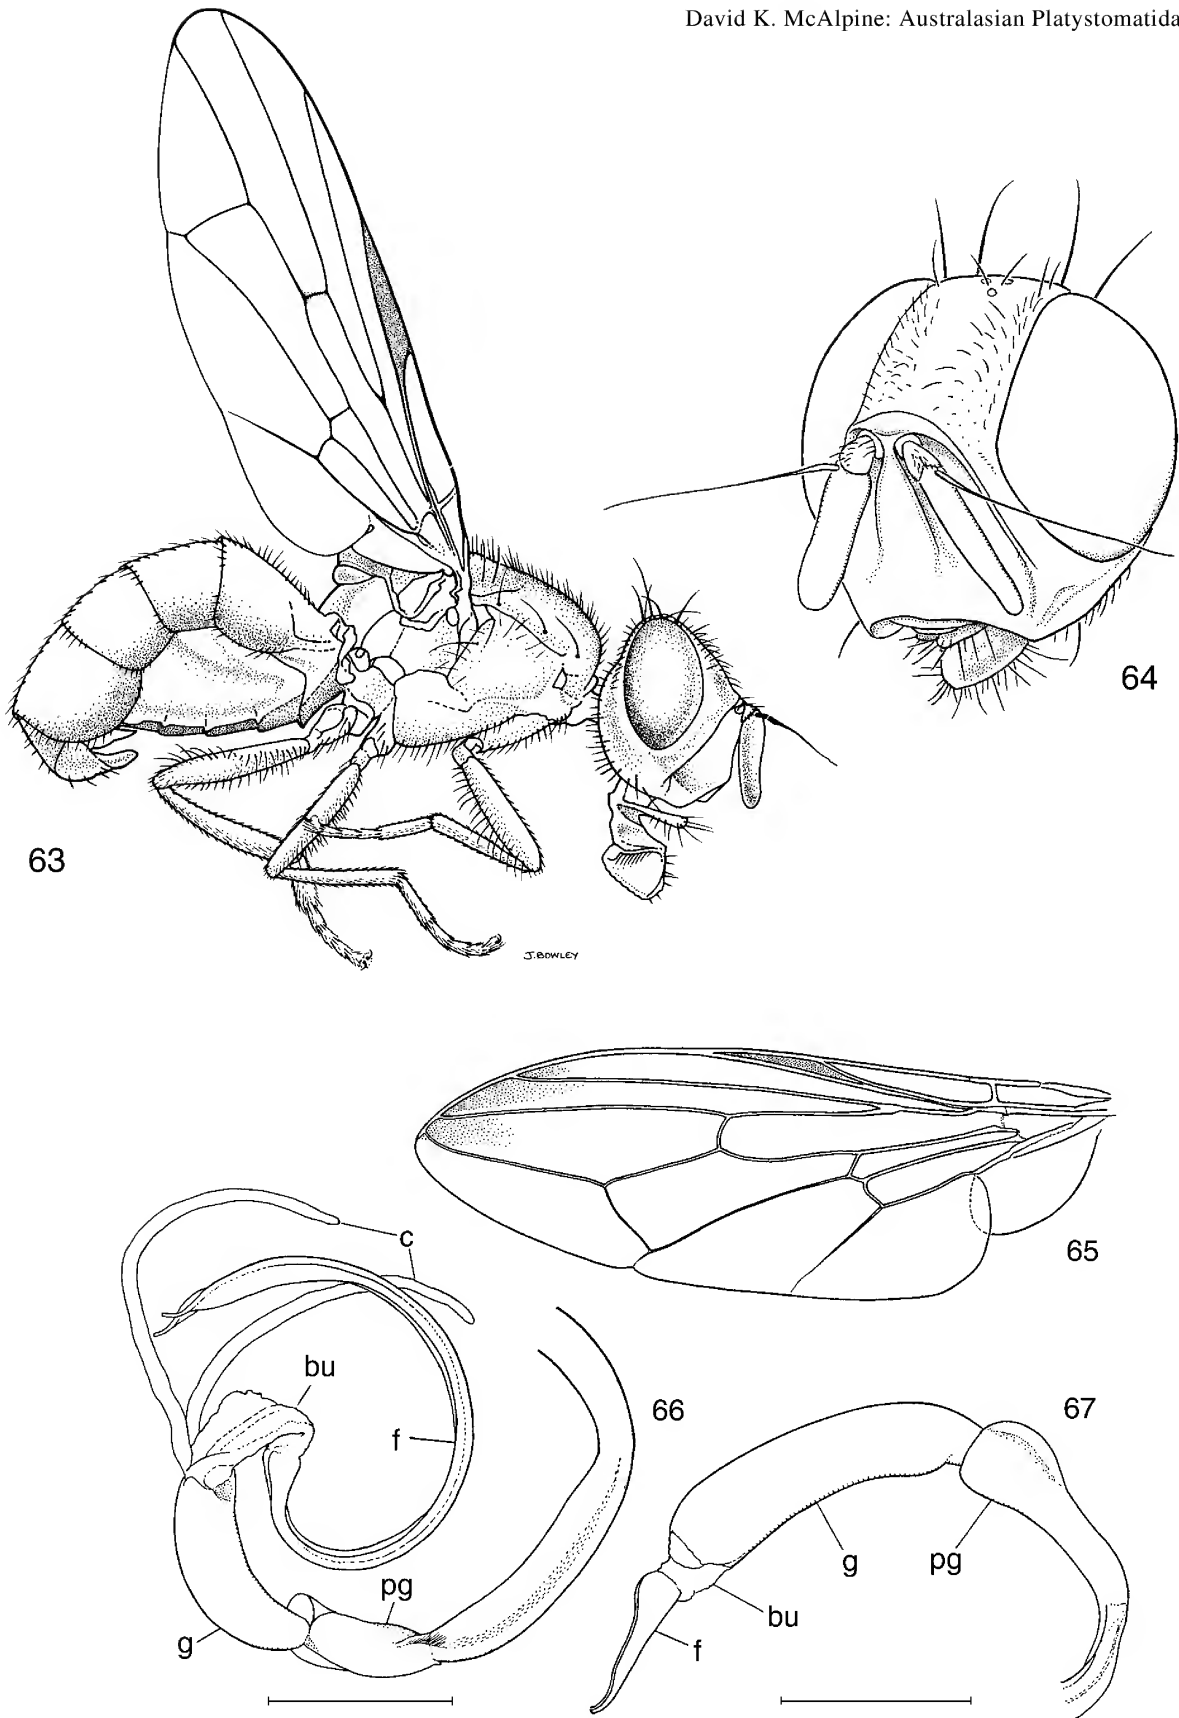 David K. McAlpine: Australasian Platystomatida
64
63
J. BOWLEY
65
c
bu
66
67
f
pg
g
g
pg
bu
f